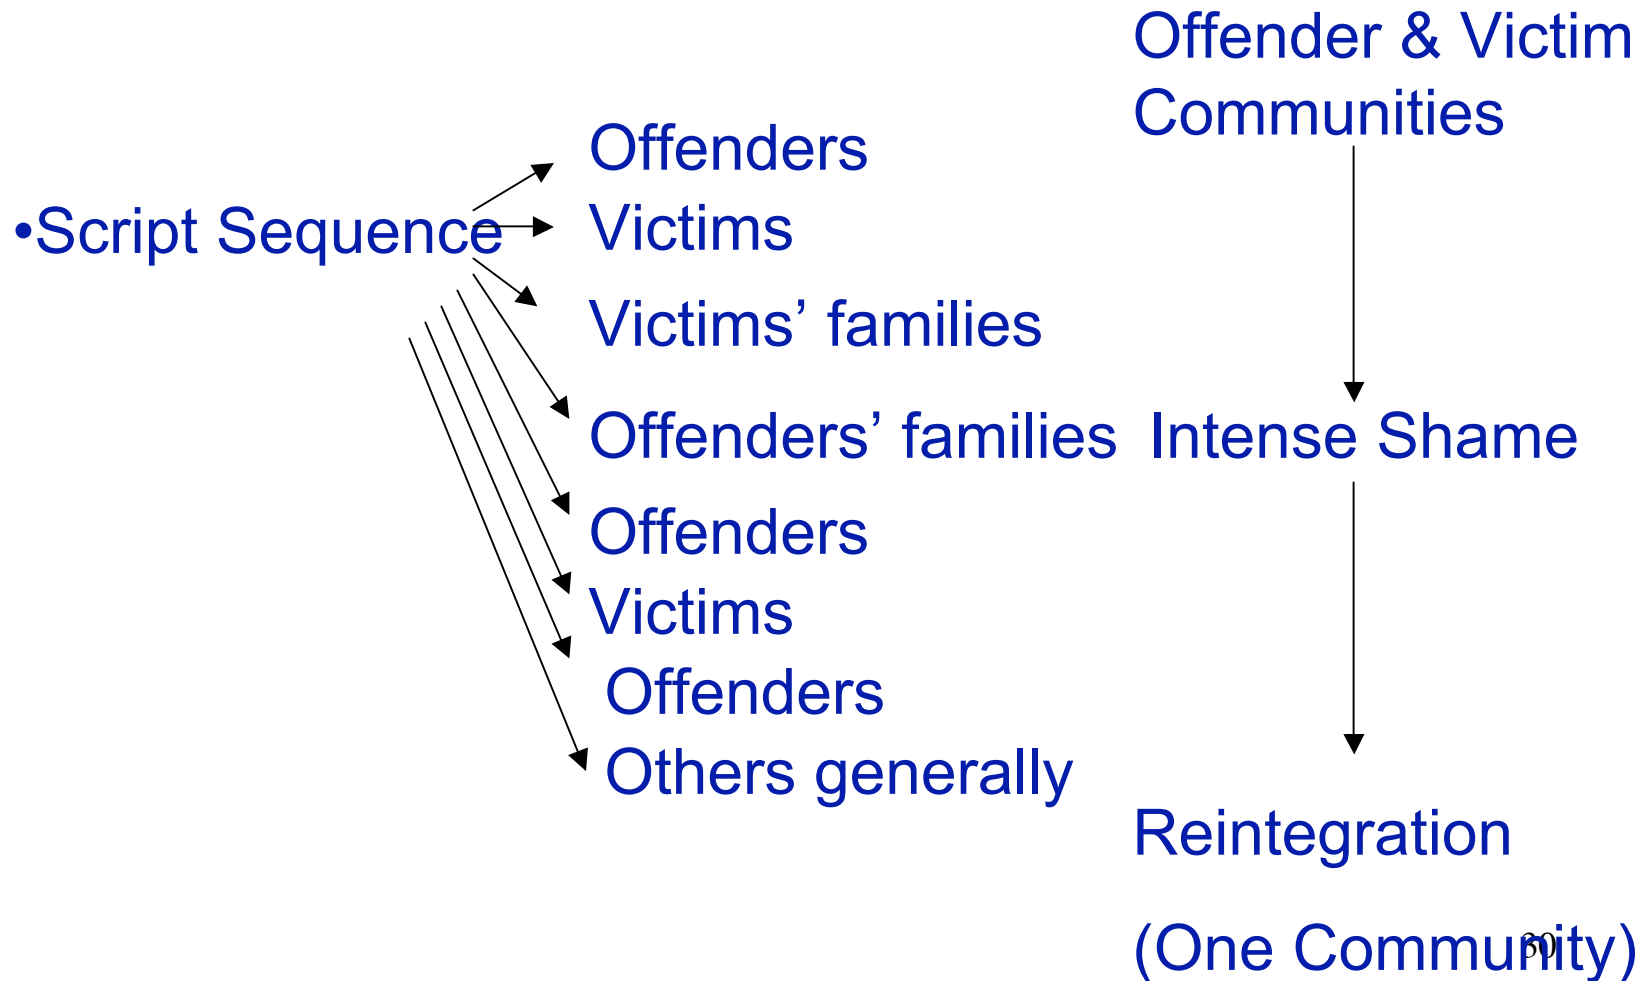 •Script Sequence
Offenders
Victims
Victims’ families
Offenders’ families
Offenders
Victims
Offenders
Others generally
Offender & Victim
Communities
Intense Shame
Reintegration
(One Community)
30